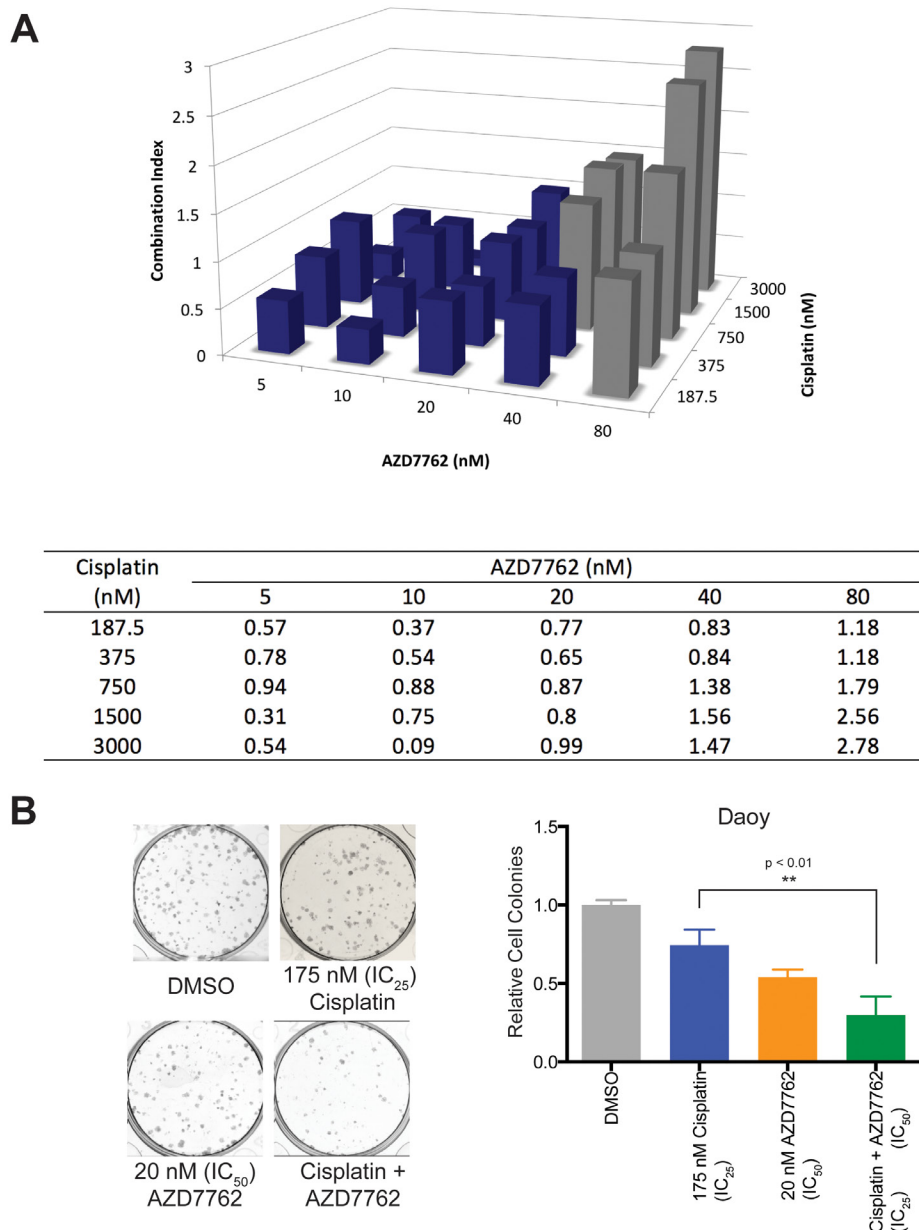 A
3
2.5
2
1.5
1
0.5
0
Combination Index
5
10
20
40
80
AZD7762 (nM)
3000
1500
750
375
187.5
Cisplatin (nM)
Cisplatin AZD7762 (nM)
(nM) 5 10 20 40 80
187.5 0.57 0.37 0.77 0.83 1.18
375 0.78 0.54 0.65 0.84 1.18
750 0.94 0.88 0.87 1.38 1.79
1500 0.31 0.75 0.8 1.56 2.56
3000 0.54 0.09 0.99 1.47 2.78
B
DMSO
175 nM (IC25)
Cisplatin
20 nM (IC50)
AZD7762
Cisplatin +
AZD7762
Daoy
1.5
1.0
0.5
0.0
Relative Cell Colonies
p < 0.01
**
DMSO
175 nM Cisplatin
(IC25)
20 nM AZD7762
(IC50)
Cisplatin + AZD7762
(IC25) (IC50)